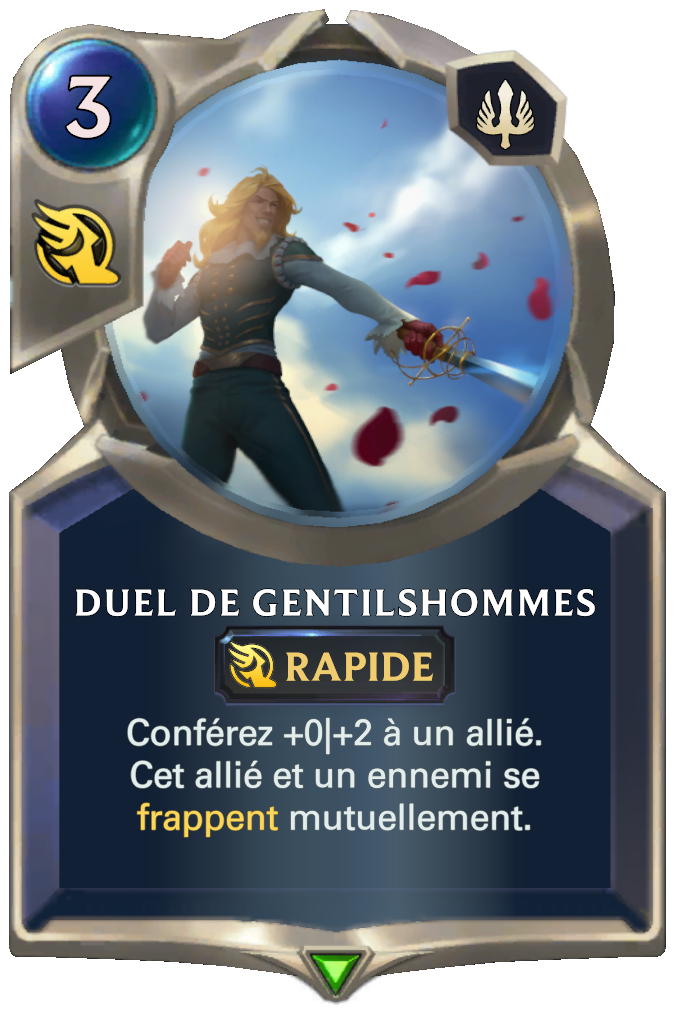 3
DUEL DE GENTILSHOMMES
RAPIDE
Conférez +0|+2 à un allié.
Cet allié et un ennemi se
frappent mutuellement.